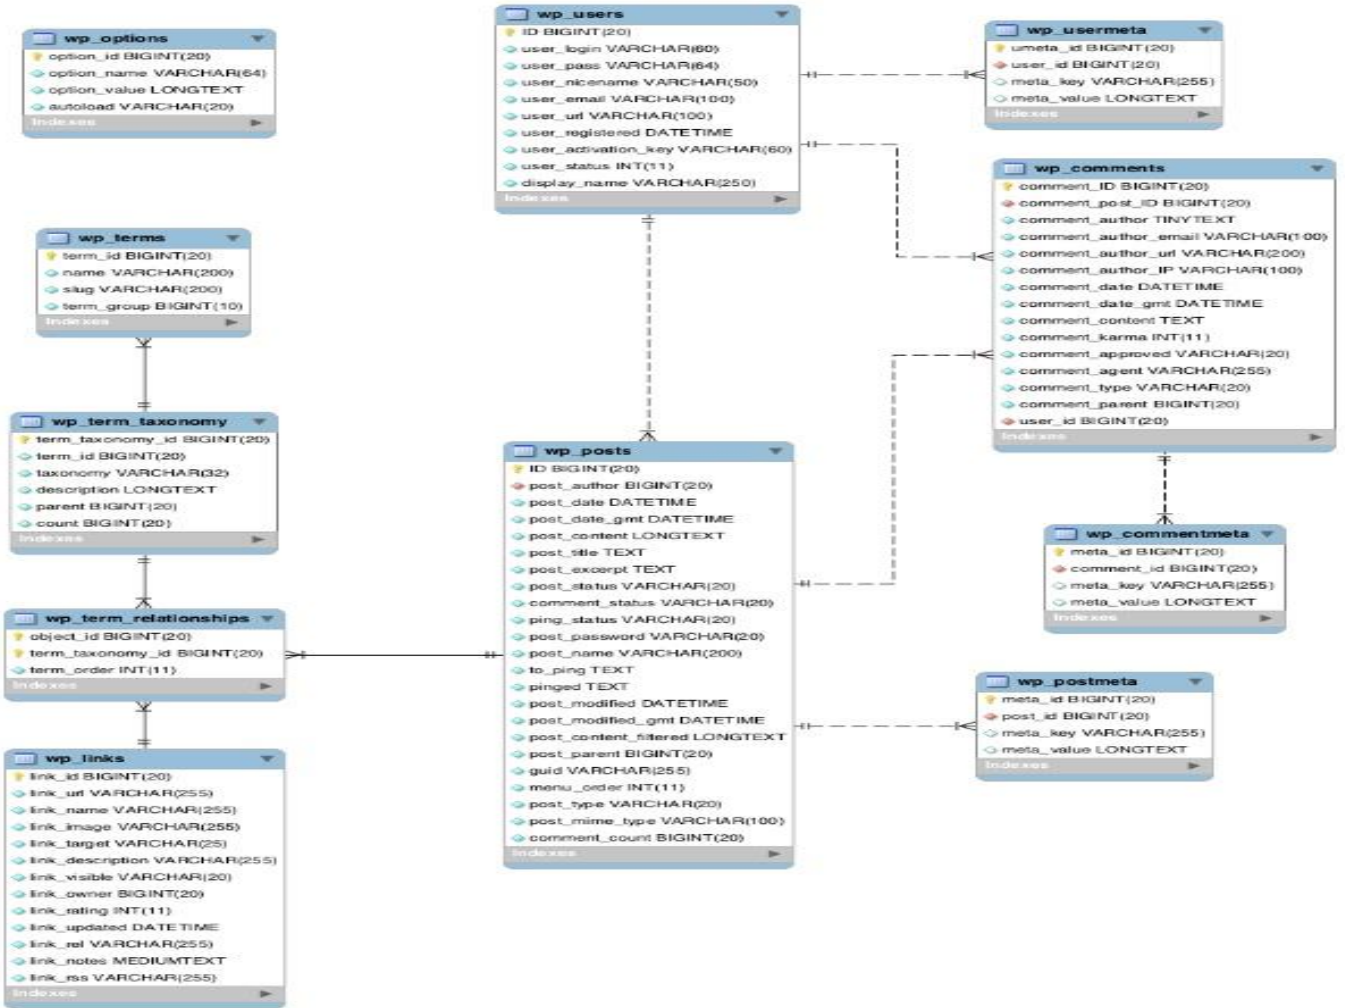 wp_options
option_id BIGINT(20)
option_name VARCHAR(64)
option_value LONGTEXT
autoload VARCHAR(20)
Indexes
wp_users
ID BIGINT(20)
user_login VARCHAR(60)
user_pass VARCHAR(64)
user_nicename VARCHAR(50)
user_email VARCHAR(100)
user_url VARCHAR(100)
user_registered DATETIME
user_activation_key VARCHAR(60)
user_status INT(11)
display_name VARCHAR(250)
Indexes
wp_usermeta
umeta_id BIGINT(20)
user_id BIGINT(20)
meta_key VARCHAR(255)
meta_value LONGTEXT
Indexes
wp_comments
comment_ID BIGINT(20)
comment_post_ID BIGINT(20)
comment_author TINYTEXT
comment_author_email VARCHAR(100)
comment_author_url VARCHAR(200)
comment_author_IP VARCHAR(100)
comment_date DATETIME
comment_date_gmt DATETIME
comment_content TEXT
comment_karma INT(11)
comment_approved VARCHAR(20)
comment_agent VARCHAR(255)
comment_type VARCHAR(20)
comment_parent BIGINT(20)
user_id BIGINT(20)
Indexes
wp_terms
term_id BIGINT(20)
name VARCHAR(200)
slug VARCHAR(200)
term_group BIGINT(10)
Indexes
wp_term_taxonomy
term_taxonomy_id BIGINT(20)
term_id BIGINT(20)
taxonomy VARCHAR(32)
description LONGTEXT
parent BIGINT(20)
count BIGINT(20)
Indexes
wp_posts
ID BIGINT(20)
post_author BIGINT(20)
post_date DATETIME
post_date_gmt DATETIME
post_content LONGTEXT
post_title TEXT
post_excerpt TEXT
post_status VARCHAR(20)
comment_status VARCHAR(20)
ping_status VARCHAR(20)
post_password VARCHAR(20)
post_name VARCHAR(200)
to_ping TEXT
pinged TEXT
post_modified DATETIME
post_modified_gmt DATETIME
post_content_filtered LONGTEXT
post_parent BIGINT(20)
guid VARCHAR(255)
menu_order INT(11)
post_type VARCHAR(20)
post_mime_type VARCHAR(100)
comment_count BIGINT(20)
Indexes
wp_commentmeta
meta_id BIGINT(20)
comment_id BIGINT(20)
meta_key VARCHAR(255)
meta_value LONGTEXT
Indexes
wp_term_relationships
object_id BIGINT(20)
term_taxonomy_id BIGINT(20)
term_order INT(11)
Indexes
wp_postmeta
meta_id BIGINT(20)
post_id BIGINT(20)
meta_key VARCHAR(255)
meta_value LONGTEXT
Indexes
wp_links
link_id BIGINT(20)
link_url VARCHAR(255)
link_name VARCHAR(255)
link_image VARCHAR(255)
link_target VARCHAR(25)
link_description VARCHAR(255)
link_visible VARCHAR(20)
link_owner BIGINT(20)
link_rating INT(11)
link_updated DATETIME
link_rel VARCHAR(255)
link_notes MEDIUMTEXT
link_rss VARCHAR(255)
Indexes